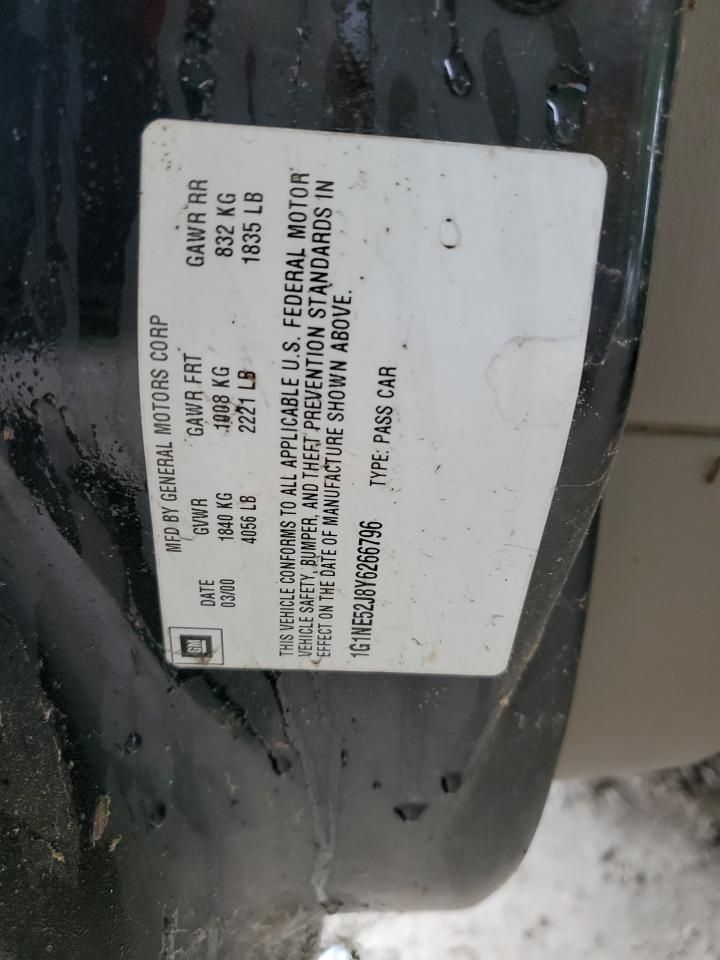 GM
MFD BY GENERAL MOTORS CORP
DATE GVWR GAWR FRT GAWR RR
03/00 1840 KG 1008 KG 832 KG
4056 LB 2221 LB 1835 LB
THIS VEHICLE CONFORMS TO ALL APPLICABLE U.S. FEDERAL MOTOR
VEHICLE SAFETY, BUMPER, AND THEFT PREVENTION STANDARDS IN
EFFECT ON THE DATE OF MANUFACTURE SHOWN ABOVE.
1G1NE52J8Y6266796 TYPE: PASS CAR